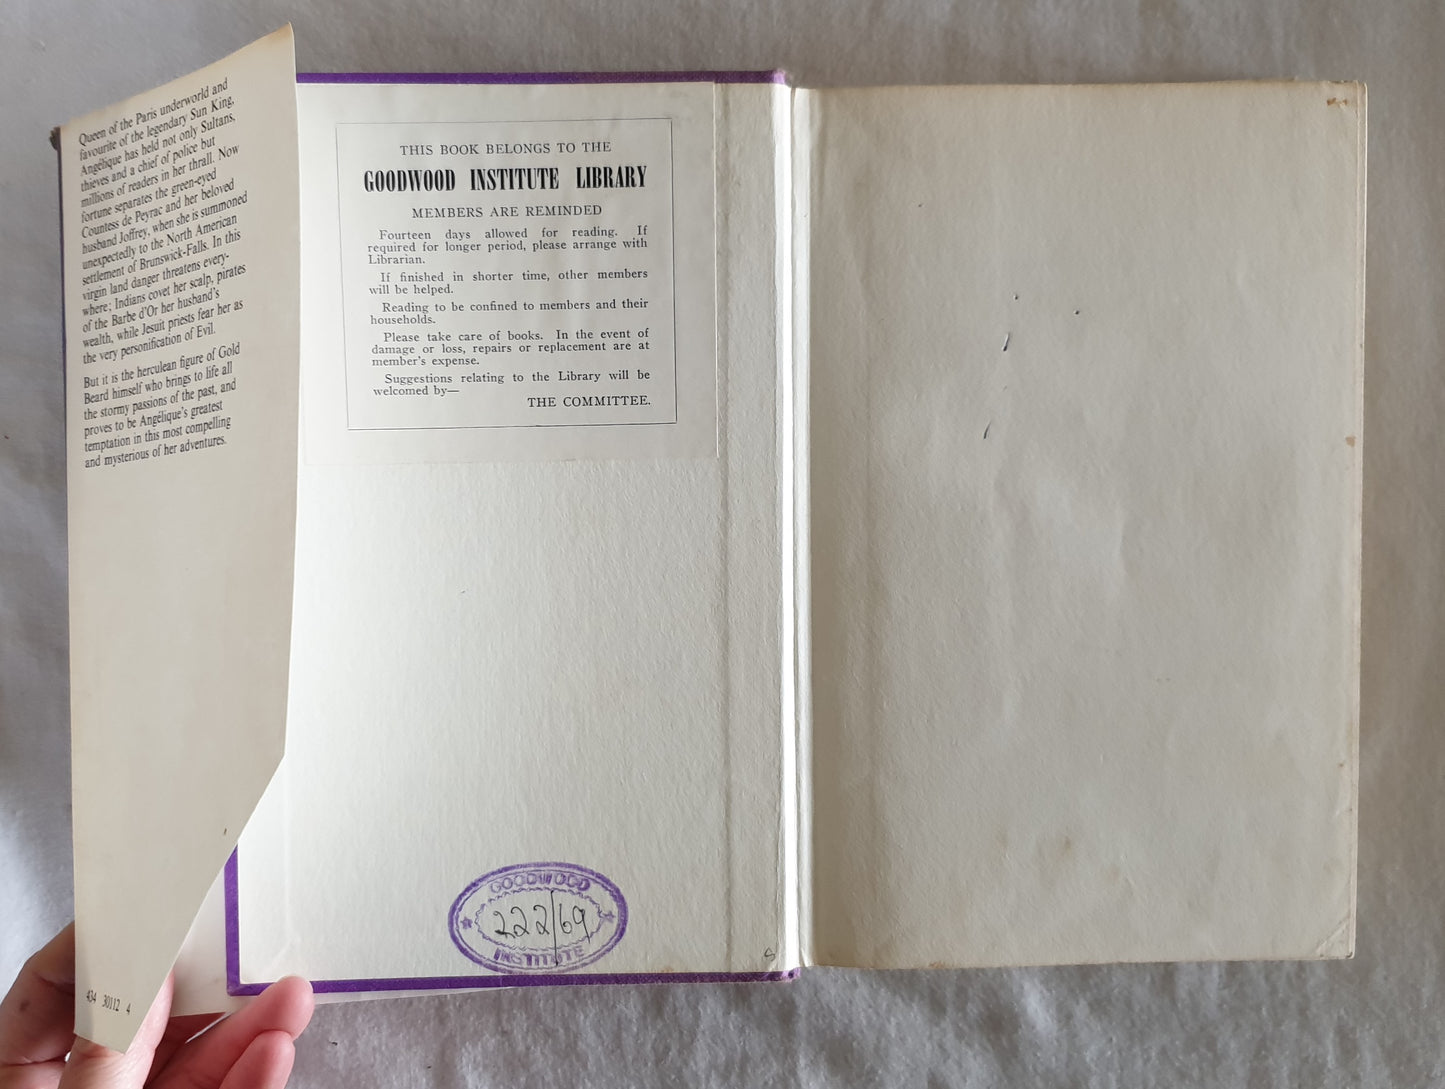 Queen of the Paris underworld and
favourite of the legendary Sun King,
Angélique has held not only Sultans,
thieves and a chief of police but
millions of readers in her thrall. Now
fortune separates the green-eyed
Countess de Peyrac and her beloved
husband Joffrey, when she is summoned
unexpectedly to the North American
settlement of Brunswick-Falls. In this
virgin land danger threatens every-
where; Indians covet her scalp, pirates
of the Barbe d'Or her husband's
wealth, while Jesuit priests fear her as
the very personification of Evil.
But it is the herculean figure of Gold
Beard himself who brings to life all
the stormy passions of the past, and
proves to be Angélique's greatest
temptation in this most compelling
and mysterious of her adventures.
434 30112 4
THIS BOOK BELONGS TO THE
GOODWOOD INSTITUTE LIBRARY
MEMBERS ARE REMINDED
Fourteen days allowed for reading. If
required for longer period, please arrange with
Librarian.
If finished in shorter time, other members
will be helped.
Reading to be confined to members and their
households.
Please take care of books. In the event of
damage or loss, repairs or replacement are at
member's expense.
Suggestions relating to the Library will be
welcomed by—
THE COMMITTEE.
GOODWOOD
222/69
INSTITUTE